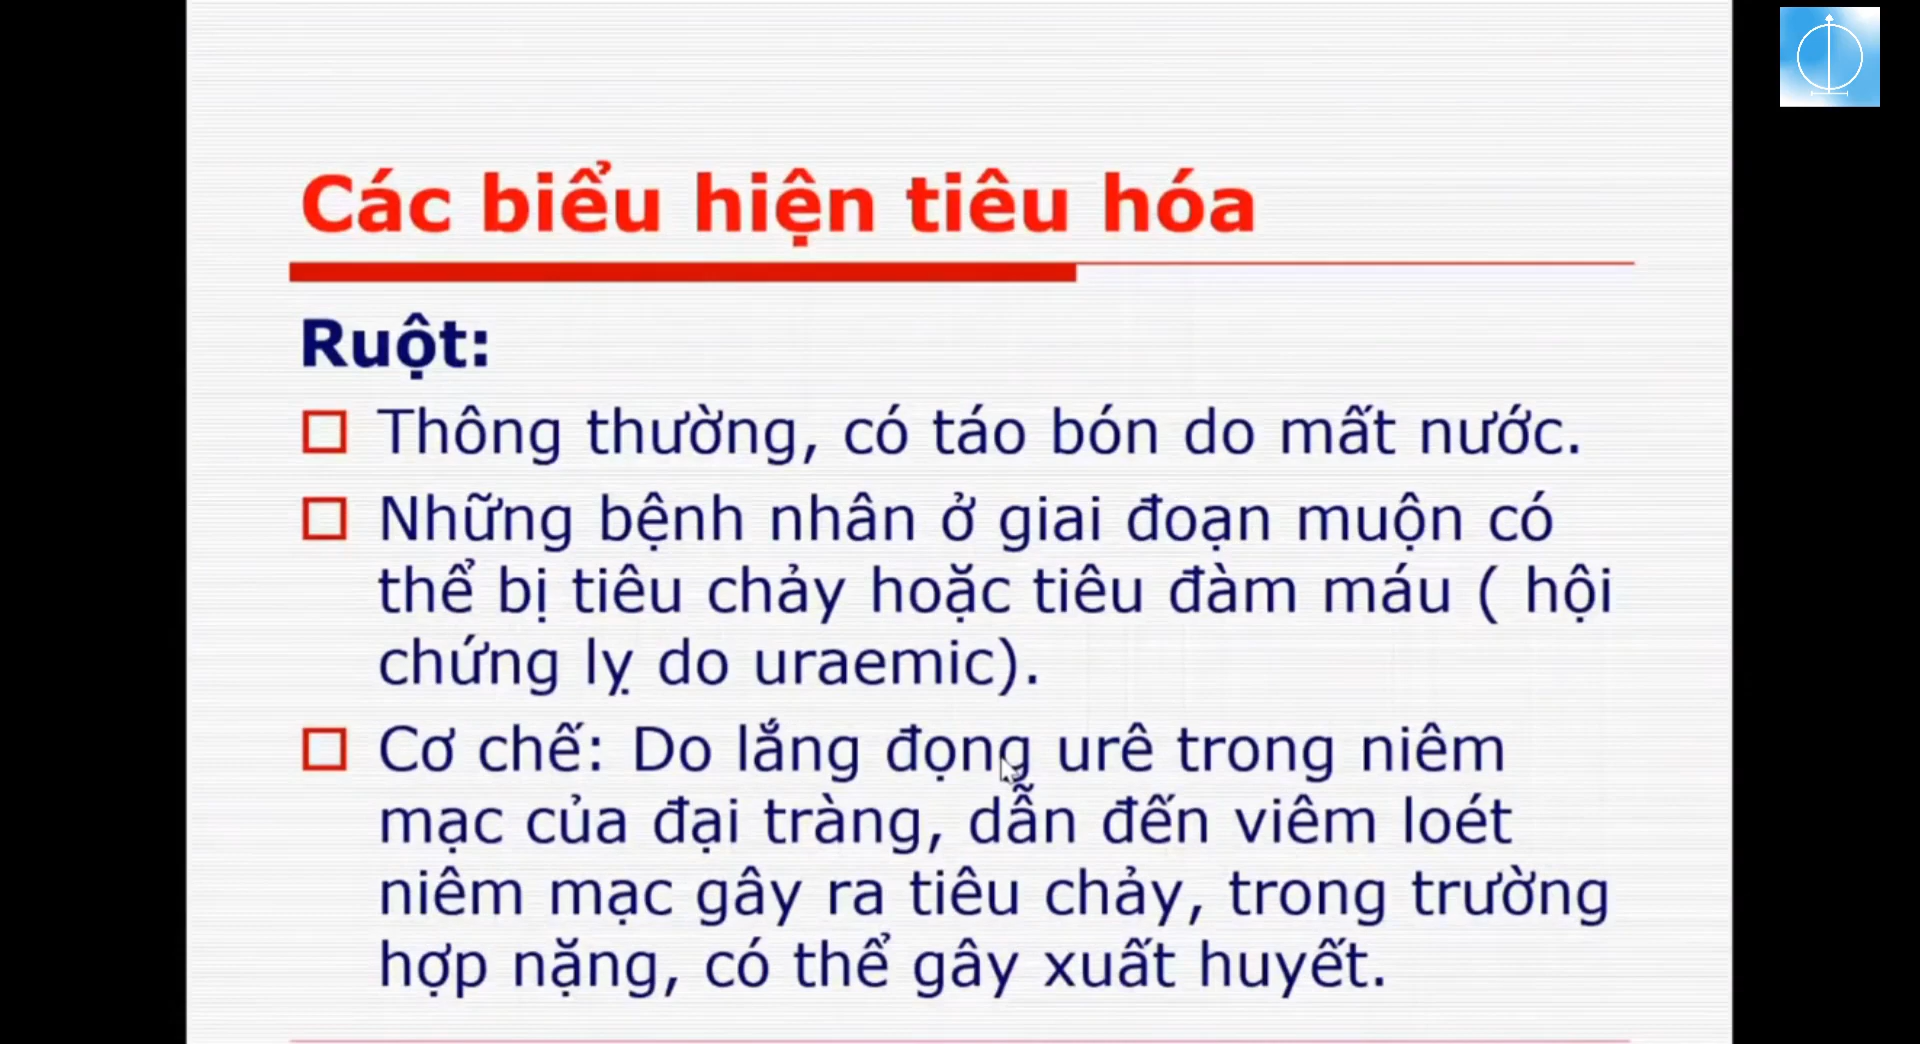 Các biểu hiện tiêu hóa
Ruột:
Thông thường, có táo bón do mất nước.
Những bệnh nhân ở giai đoạn muộn có
thể bị tiêu chảy hoặc tiêu đàm máu ( hội
chứng lỵ do uraemic).
Cơ chế: Do lắng đọng urê trong niêm
mạc của đại tràng, dẫn đến viêm loét
niêm mạc gây ra tiêu chảy, trong trường
hợp nặng, có thể gây xuất huyết.